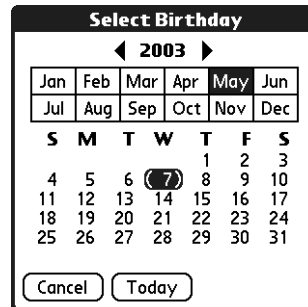 Select Birthday
2003
Jan Feb Mar Apr May Jun
Jul Aug Sep Oct Nov Dec
S M T W T F S
1 2 3
4 5 6 7 8 9 10
11 12 13 14 15 16 17
18 19 20 21 22 23 24
25 26 27 28 29 30 31
Cancel Today